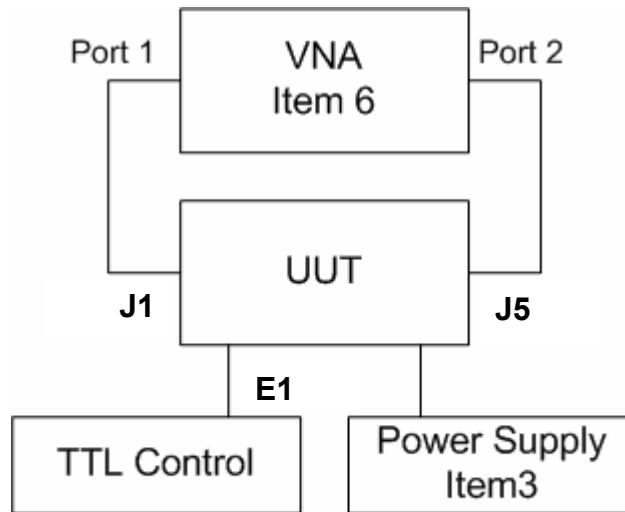 Port 1
VNA
Item 6
Port 2
UUT
J1
J5
E1
TTL Control
Power Supply
Item3